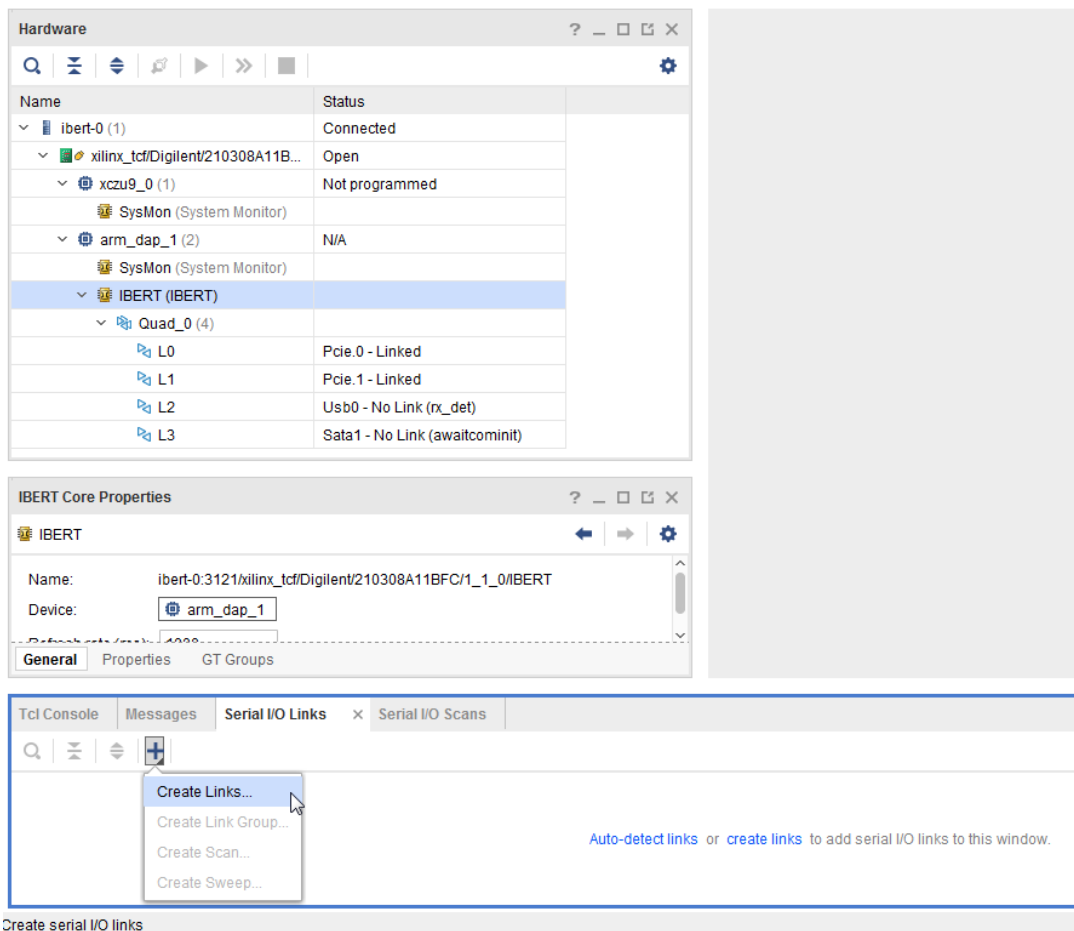 Hardware
Name Status
ibert-0 (1) Connected
xilinx_tcf/Digilent/210308A11B... Open
xczu9_0 (1) Not programmed
SysMon (System Monitor)
arm_dap_1 (2) N/A
SysMon (System Monitor)
IBERT (IBERT)
Quad_0 (4)
L0 Pcie.0 - Linked
L1 Pcie.1 - Linked
L2 Usb0 - No Link (rx_det)
L3 Sata1 - No Link (awaitcominit)
IBERT Core Properties
IBERT
Name: ibert-0:3121/xilinx_tcf/Digilent/210308A11BFC/1_1_0/IBERT
Device: arm_dap_1
General Properties GT Groups
Tcl Console Messages Serial I/O Links Serial I/O Scans
Create Links...
Create Link Group...
Auto-detect links or create links to add serial I/O links to this window.
Create Scan...
Create Sweep...
Create serial I/O links